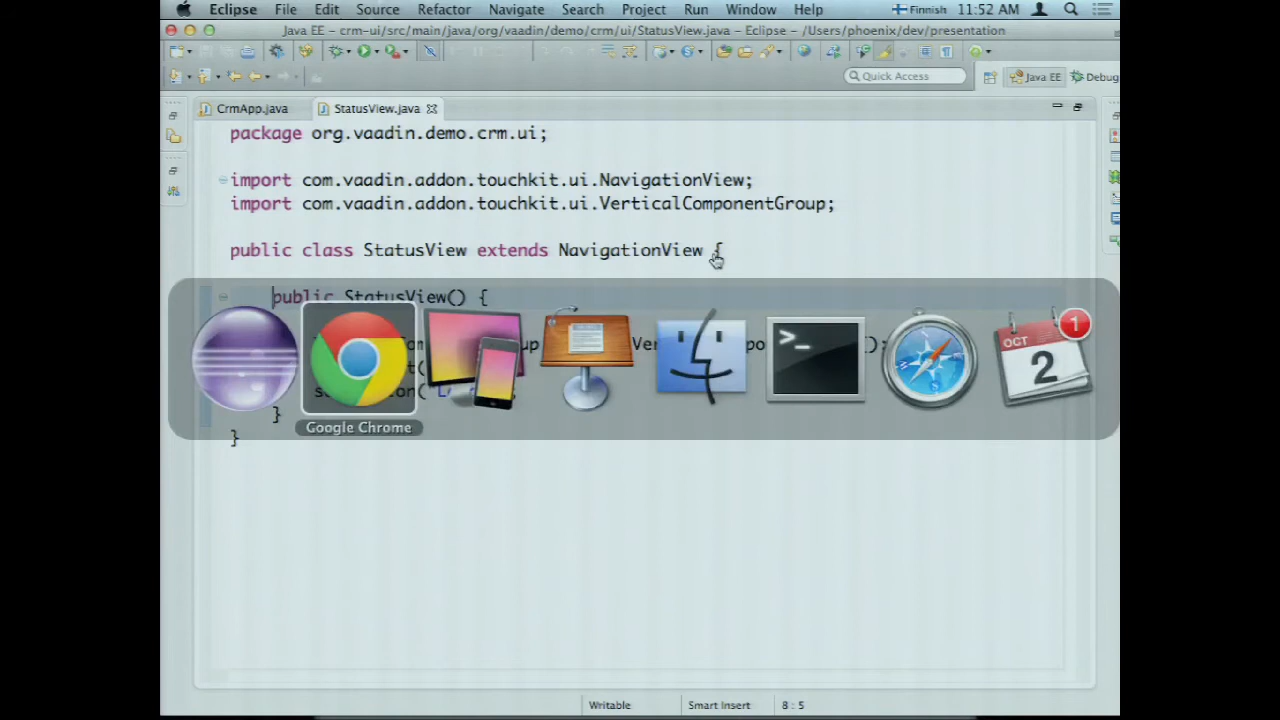 Eclipse File Edit Source Refactor Navigate Search Project Run Window Help Finnish 11:52 AM
Java EE – crm-ui/src/main/java/org/vaadin/demo/crm/ui/StatusView.java – Eclipse – /Users/phoenix/dev/presentation
Quick Access Java EE Debug
CrmApp.java StatusView.java
package org.vaadin.demo.crm.ui;
import com.vaadin.addon.touchkit.ui.NavigationView;
import com.vaadin.addon.touchkit.ui.VerticalComponentGroup;
public class StatusView extends NavigationView {
public StatusView() {
();
}
}
Google Chrome
OCT 1
2
Writable Smart Insert 8 : 5